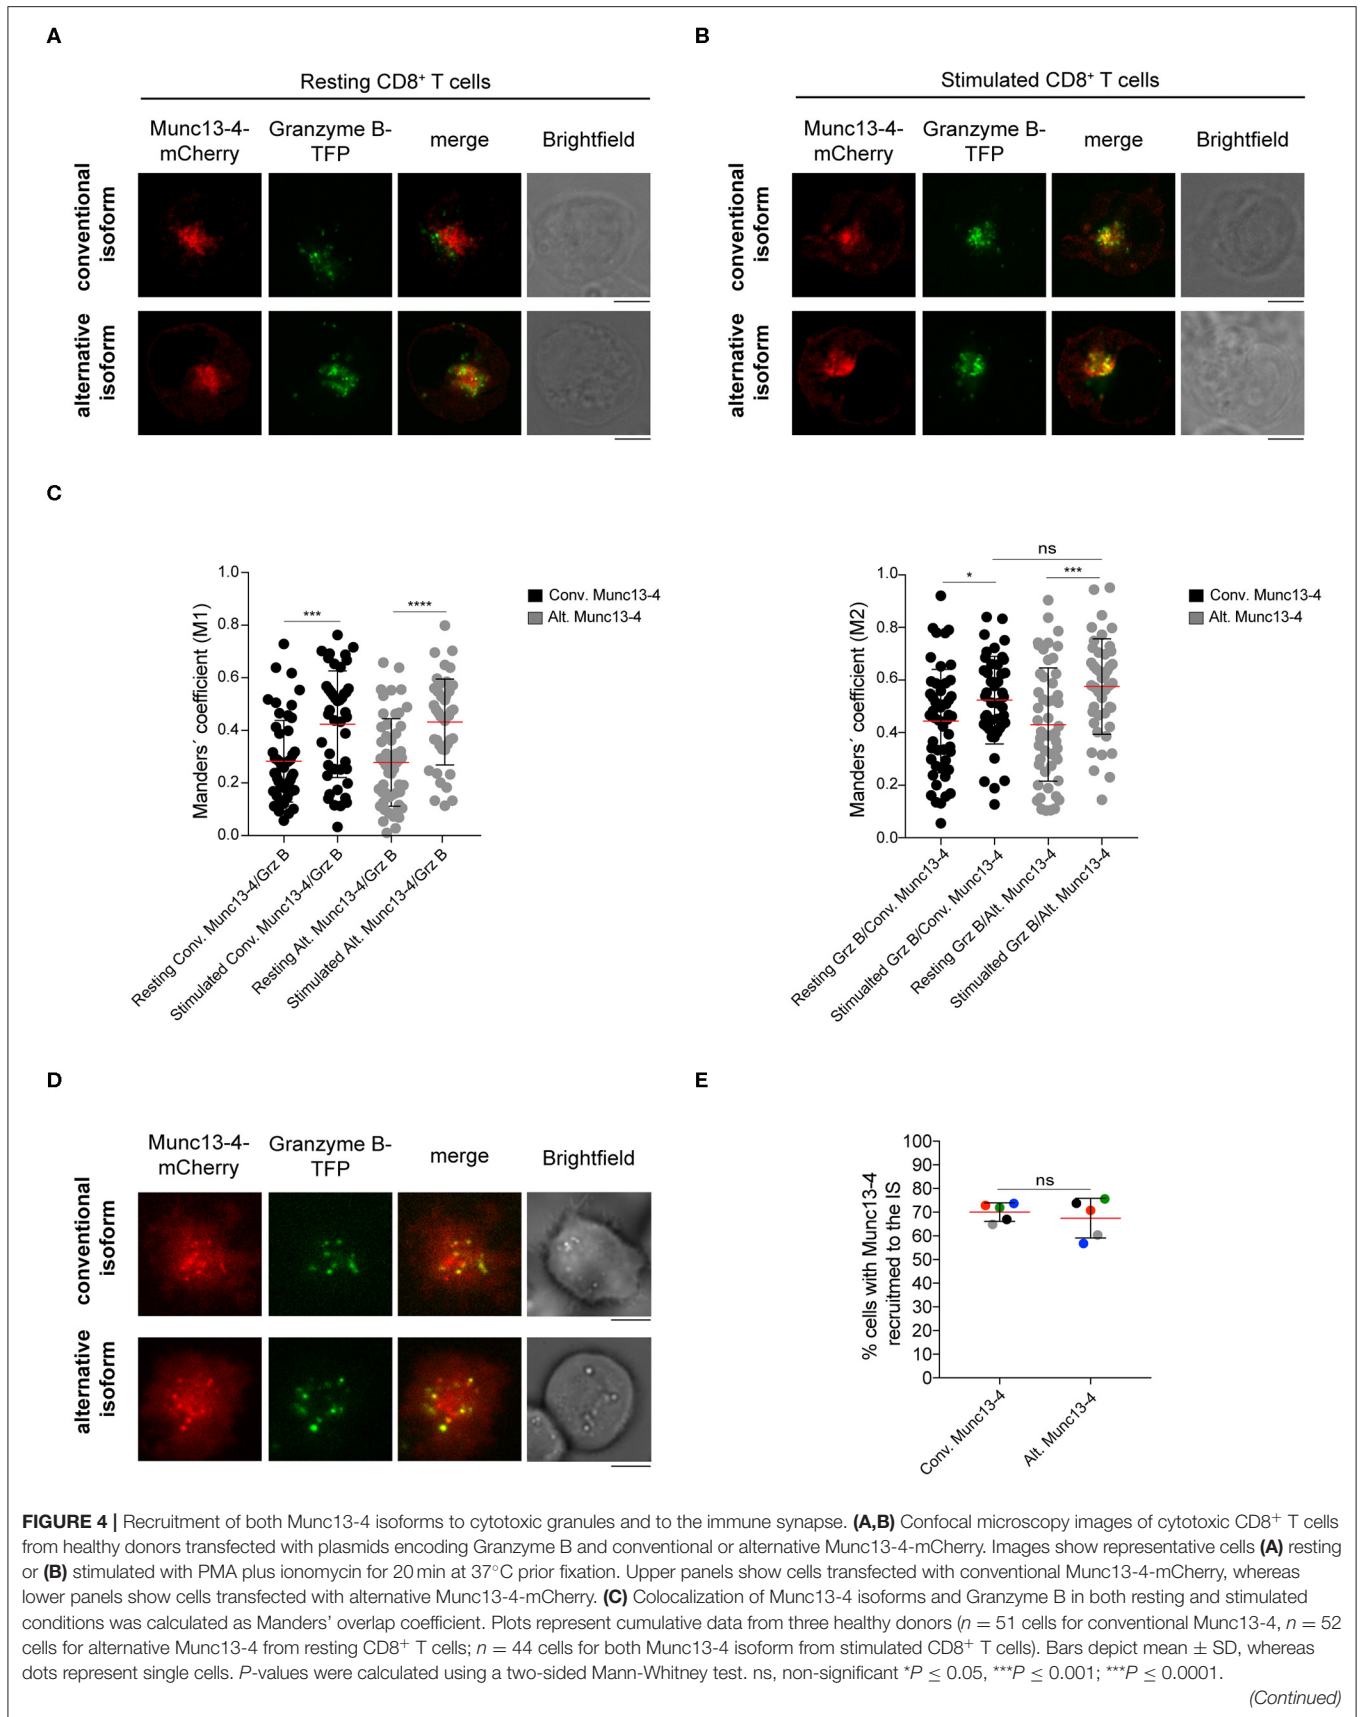 A
Resting CD8+ T cells
Munc13-4-
mCherry
Granzyme B-
TFP
merge
Brightfield
conventional
isoform
alternative
isoform
B
Stimulated CD8+ T cells
Munc13-4-
mCherry
Granzyme B-
TFP
merge
Brightfield
conventional
isoform
alternative
isoform
C
Manders´ coefficient (M1)
1.0
0.8
0.6
0.4
0.2
0.0
***
****
Conv. Munc13-4
Alt. Munc13-4
Resting Conv. Munc13-4/Grz B
Stimulated Conv. Munc13-4/Grz B
Resting Alt. Munc13-4/Grz B
Stimulated Alt. Munc13-4/Grz B
Manders´ coefficient (M2)
1.0
0.8
0.6
0.4
0.2
0.0
*
ns
***
Conv. Munc13-4
Alt. Munc13-4
Resting Grz B/Conv. Munc13-4
Stimualted Grz B/Conv. Munc13-4
Resting Grz B/Alt. Munc13-4
Stimualted Grz B/Alt. Munc13-4
D
Munc13-4-
mCherry
Granzyme B-
TFP
merge
Brightfield
conventional
isoform
alternative
isoform
E
% cells with Munc13-4
recruitmed to the IS
100
90
80
70
60
50
40
30
20
10
0
ns
Conv. Munc13-4
Alt. Munc13-4
FIGURE 4 | Recruitment of both Munc13-4 isoforms to cytotoxic granules and to the immune synapse. (A,B) Confocal microscopy images of cytotoxic CD8+ T cells
from healthy donors transfected with plasmids encoding Granzyme B and conventional or alternative Munc13-4-mCherry. Images show representative cells (A) resting
or (B) stimulated with PMA plus ionomycin for 20 min at 37°C prior fixation. Upper panels show cells transfected with conventional Munc13-4-mCherry, whereas
lower panels show cells transfected with alternative Munc13-4-mCherry. (C) Colocalization of Munc13-4 isoforms and Granzyme B in both resting and stimulated
conditions was calculated as Manders' overlap coefficient. Plots represent cumulative data from three healthy donors (n = 51 cells for conventional Munc13-4, n = 52
cells for alternative Munc13-4 from resting CD8+ T cells; n = 44 cells for both Munc13-4 isoform from stimulated CD8+ T cells). Bars depict mean ± SD, whereas
dots represent single cells. P-values were calculated using a two-sided Mann-Whitney test. ns, non-significant *P ≤ 0.05, ***P ≤ 0.001; ***P ≤ 0.0001.
(Continued)